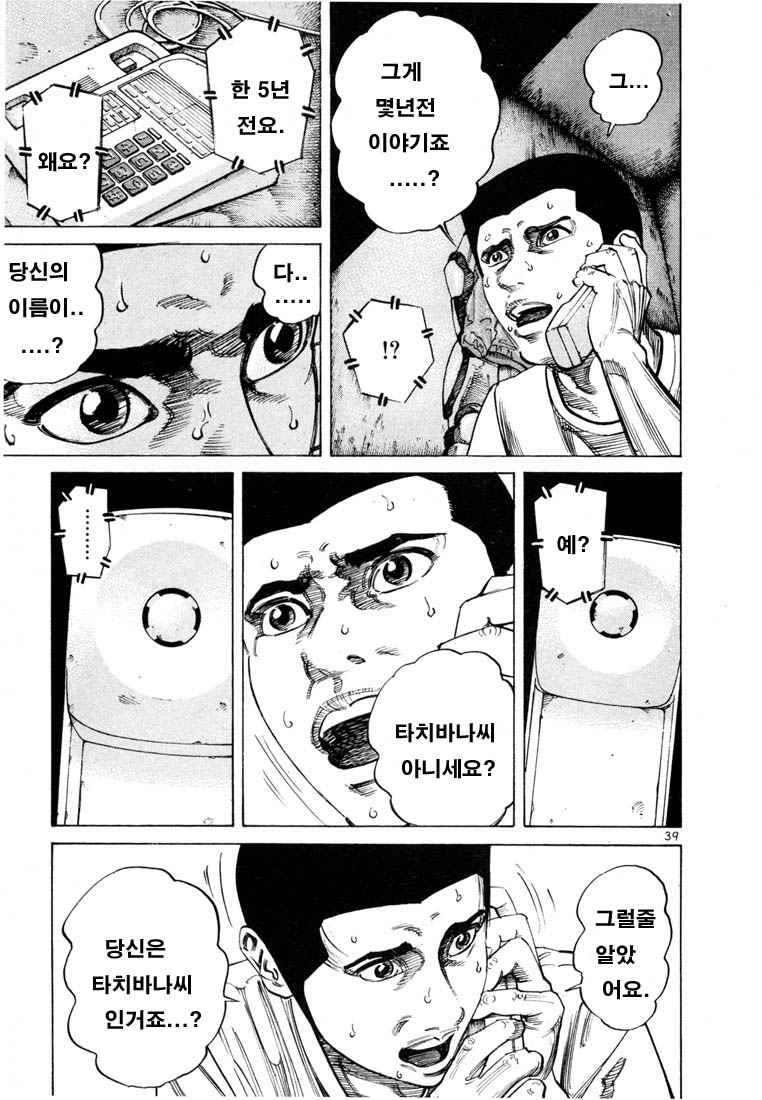 그...
그게
몇년전
이야기죠
.....?
!?
한 5년
전요.
왜요?
다..
.....
당신의
이름이..
....?
예?
타치바나씨
아니세요?
........
39
그럴줄
알았
어요.
당신은
타치바나씨
인거죠...?